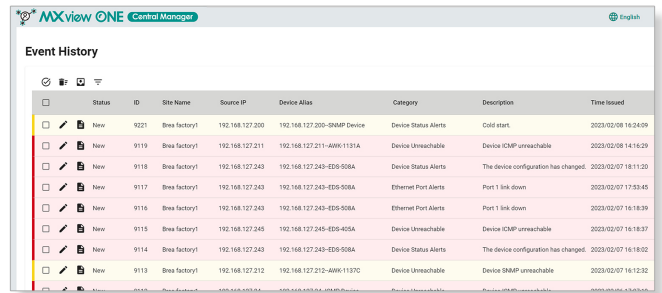 MXview ONE Central Manager English
Event History
Status ID Site Name Source IP Device Alias Category Description Time Issued
New 9221 Brea factory1 192.168.127.200 192.168.127.200–SNMP Device Device Status Alerts Cold start. 2023/02/08 16:24:09
New 9119 Brea factory1 192.168.127.211 192.168.127.211–AWK-1131A Device Unreachable Device ICMP unreachable 2023/02/08 14:16:29
New 9118 Brea factory1 192.168.127.243 192.168.127.243–EDS-508A Device Status Alerts The device configuration has changed. 2023/02/07 18:11:20
New 9117 Brea factory1 192.168.127.243 192.168.127.243–EDS-508A Ethernet Port Alerts Port 1 link down 2023/02/07 17:53:45
New 9116 Brea factory1 192.168.127.243 192.168.127.243–EDS-508A Ethernet Port Alerts Port 1 link down 2023/02/07 16:18:39
New 9115 Brea factory1 192.168.127.245 192.168.127.245–EDS-405A Device Unreachable Device ICMP unreachable 2023/02/07 16:18:37
New 9114 Brea factory1 192.168.127.243 192.168.127.243–EDS-508A Device Status Alerts The device configuration has changed. 2023/02/07 16:18:02
New 9113 Brea factory1 192.168.127.212 192.168.127.212–AWK-1137C Device Unreachable Device SNMP unreachable 2023/02/07 16:12:32